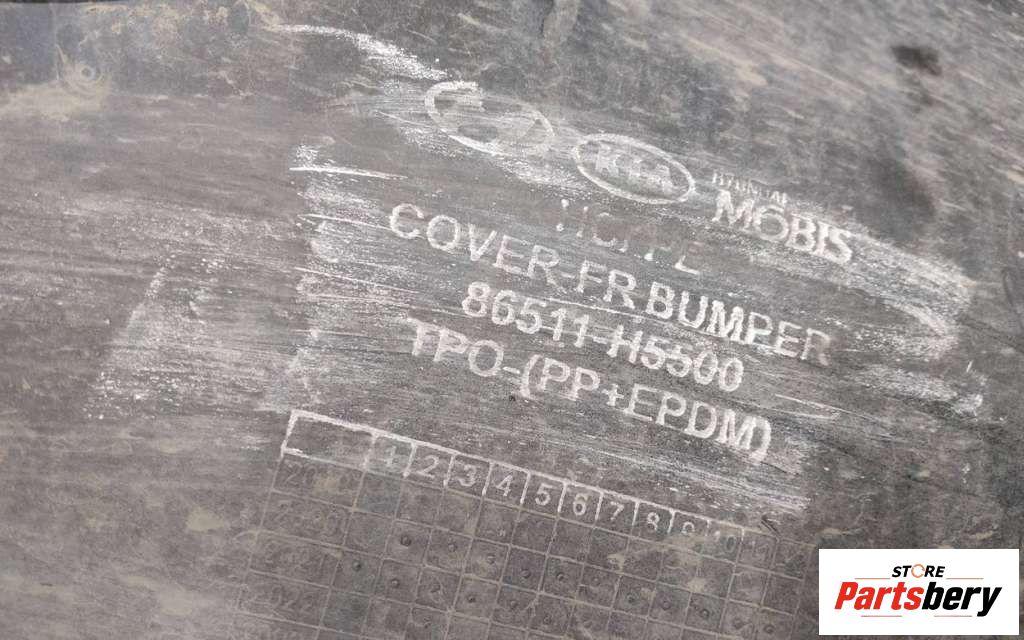 KIA
HYUNDAI
MOBIS
COVER-FR BUMPER
86511-H5500
TPO-(PP+EPDM)
1 2 3 4 5 6 7 8 9 10
STORE
Partsbery